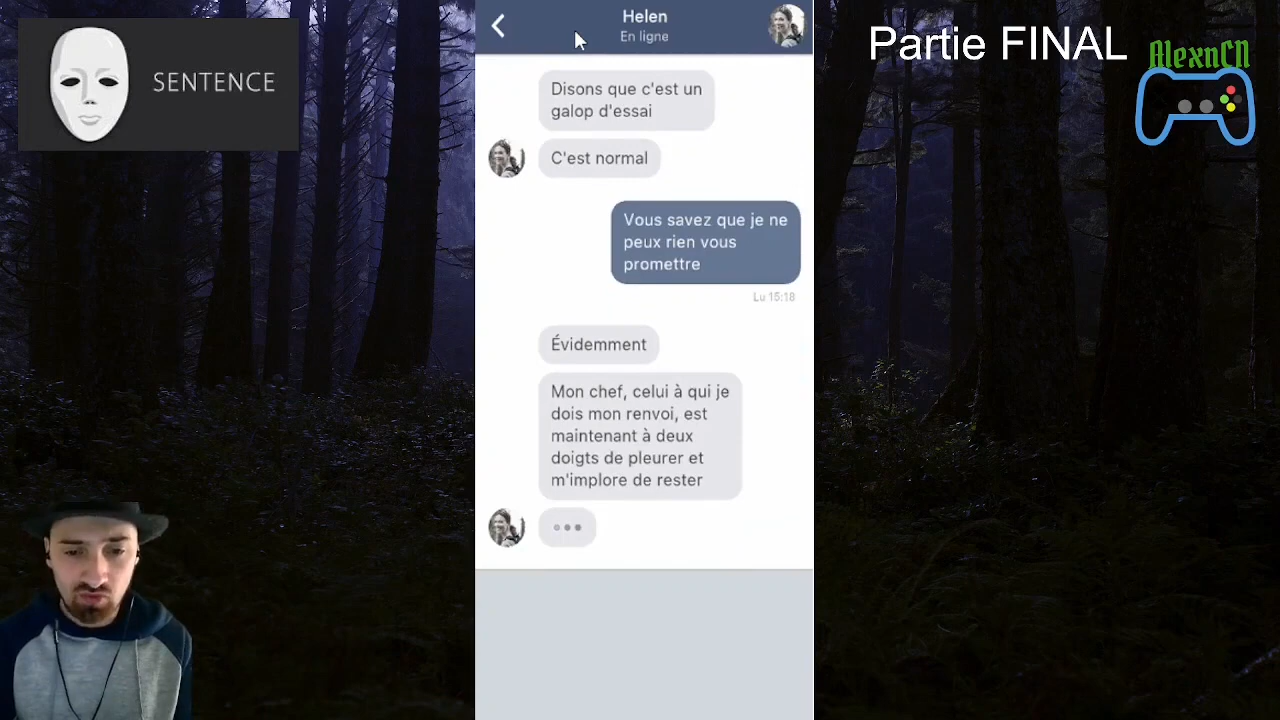 SENTENCE
Helen
En ligne
Partie FINAL
AlexnCN
Disons que c'est un
galop d'essai
C'est normal
Vous savez que je ne
peux rien vous
promettre
Lu 15:18
Évidemment
Mon chef, celui à qui je
dois mon renvoi, est
maintenant à deux
doigts de pleurer et
m'implore de rester